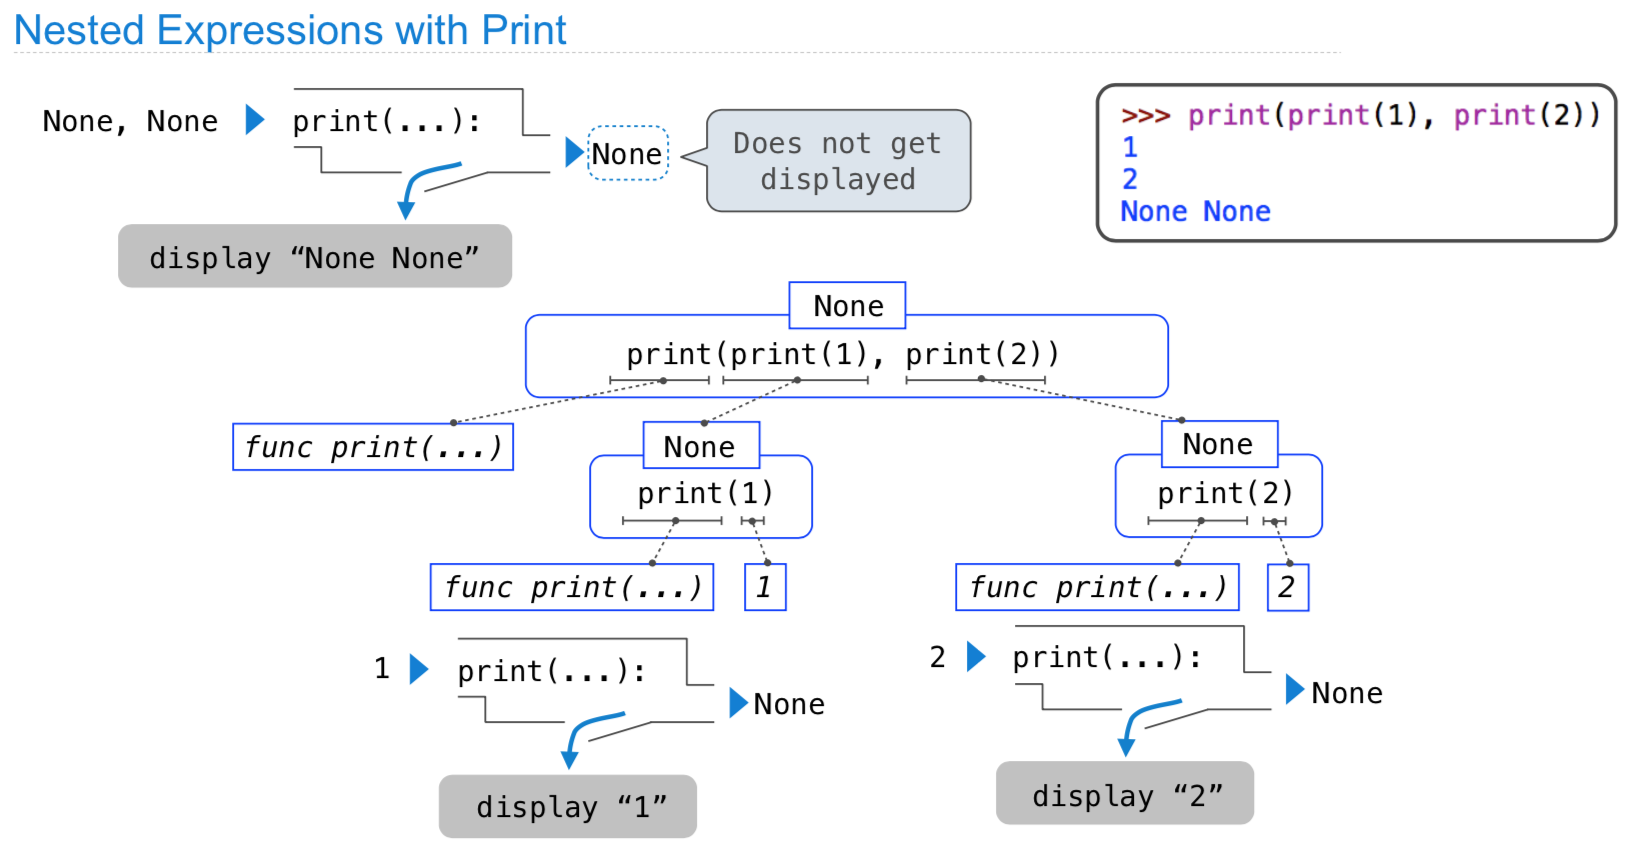 Nested Expressions with Print
None, None
print(...):
None
Does not get
displayed
display “None None”
>>> print(print(1), print(2))
1
2
None None
None
print(print(1), print(2))
func print(...)
None
print(1)
func print(...)
1
None
print(2)
func print(...)
2
1
print(...):
None
display “1”
2
print(...):
None
display “2”